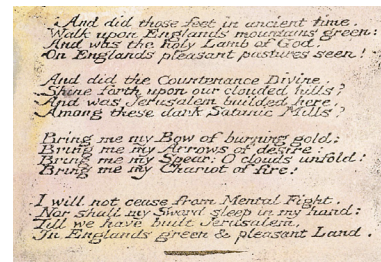 And did those feet in ancient time.
Walk upon Englands mountains green:
And was the holy Lamb of God.
On Englands pleasant pastures seen!
And did the Countenance Divine.
Shine forth upon our clouded hills?
And was Jerusalem builded here.
Among these dark Satanic Mills?
Bring me my Bow of burning gold:
Bring me my Arrows of desire:
Bring me my Spear: O clouds unfold:
Bring me my Chariot of fire!
I will not cease from Mental Fight.
Nor shall my Sword sleep in my hand:
Till we have built Jerusalem.
In Englands green & pleasant Land.